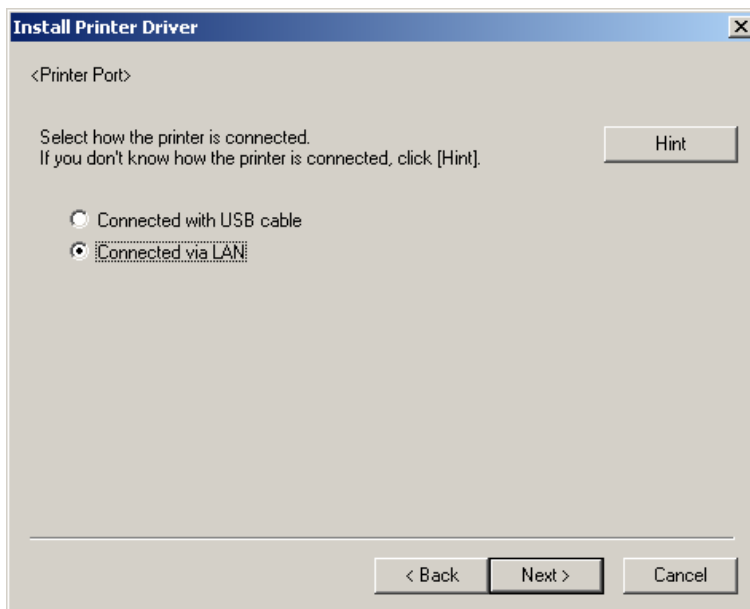 Install Printer Driver
<Printer Port>
Select how the printer is connected.
If you don't know how the printer is connected, click [Hint].
Hint
Connected with USB cable
Connected via LAN
< Back
Next >
Cancel